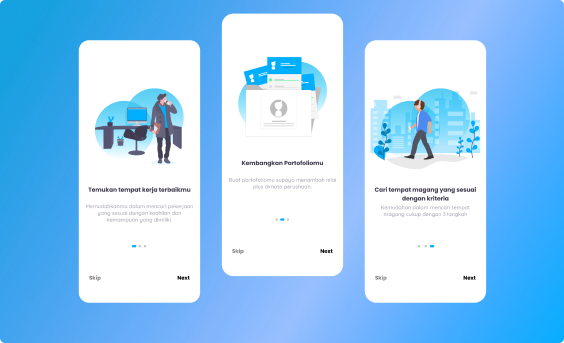 Temukan tempat kerja terbaikmu
Memudahkanmu dalam mencari pekerjaan
yang sesuai dengan keahlian dan
kemampuan yang dimiliki
Skip
Next
Kembangkan Portofoliomu
Buat portofoliomu supaya menambah nilai
plus dimata perushaan.
Skip
Next
Cari tempat magang yang sesuai
dengan kriteria
Kemudahan dalam mencari tempat
magang cukup dengan 3 langkah
Skip
Next